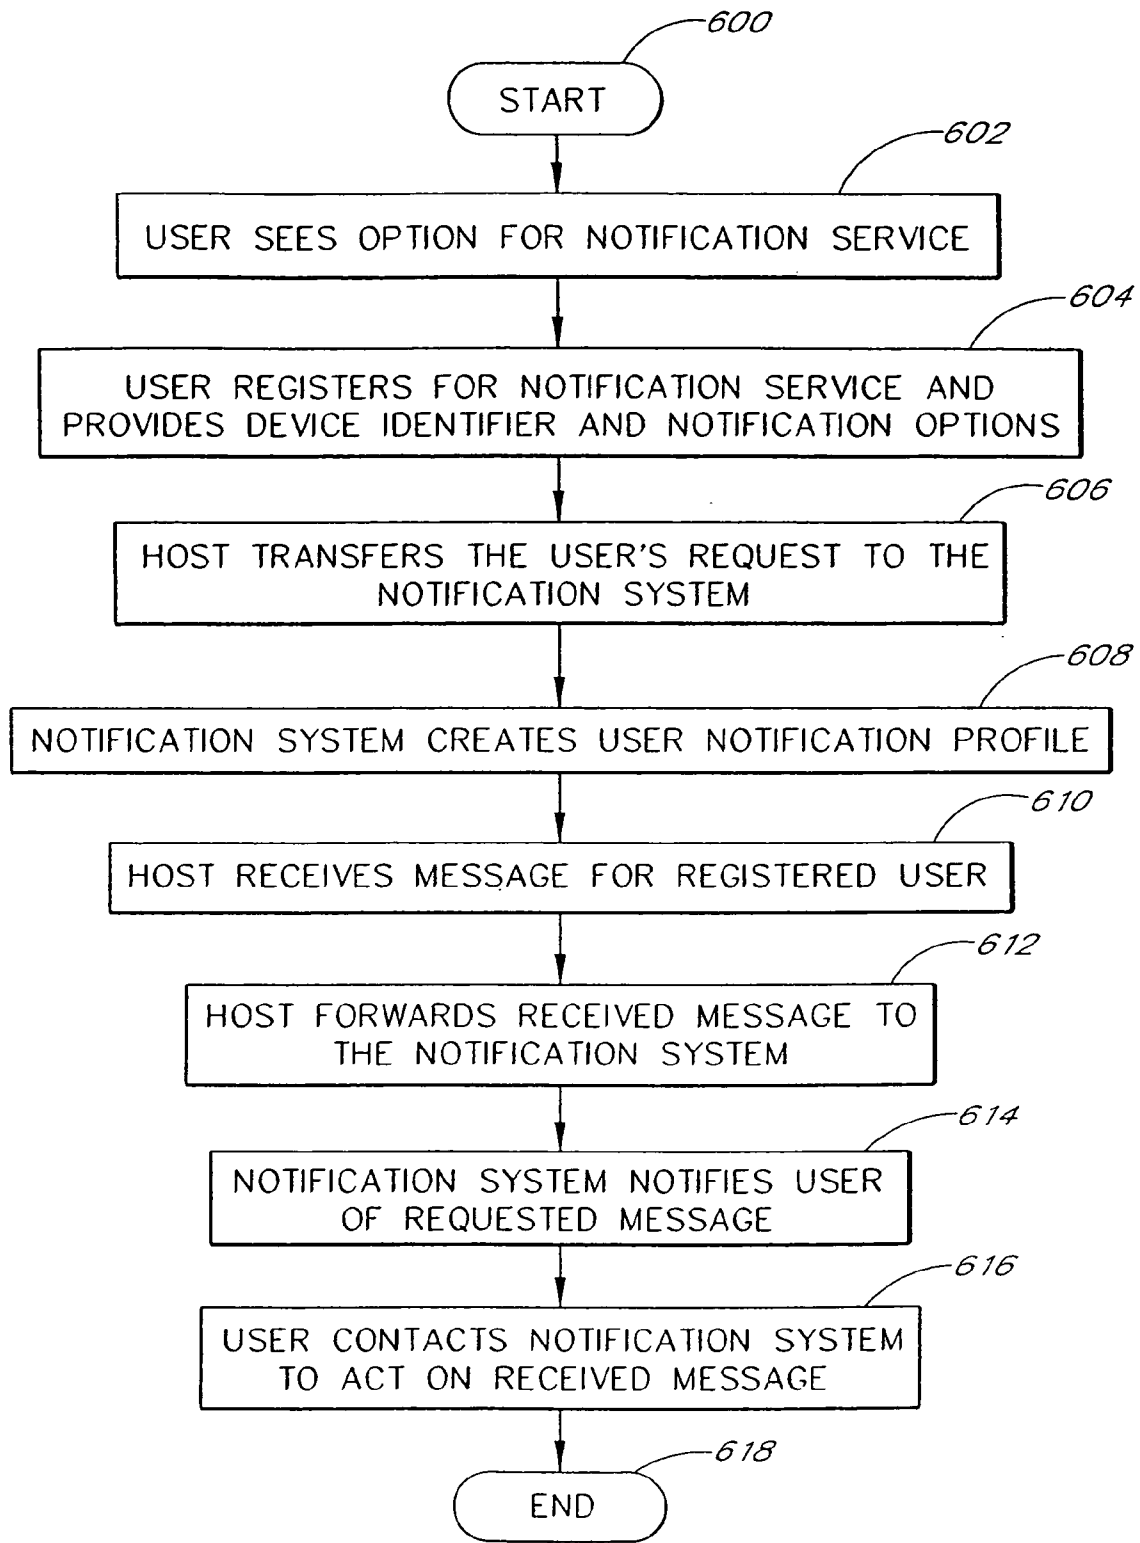 600
START
602
USER SEES OPTION FOR NOTIFICATION SERVICE
604
USER REGISTERS FOR NOTIFICATION SERVICE AND
PROVIDES DEVICE IDENTIFIER AND NOTIFICATION OPTIONS
606
HOST TRANSFERS THE USER'S REQUEST TO THE
NOTIFICATION SYSTEM
608
NOTIFICATION SYSTEM CREATES USER NOTIFICATION PROFILE
610
HOST RECEIVES MESSAGE FOR REGISTERED USER
612
HOST FORWARDS RECEIVED MESSAGE TO
THE NOTIFICATION SYSTEM
614
NOTIFICATION SYSTEM NOTIFIES USER
OF REQUESTED MESSAGE
616
USER CONTACTS NOTIFICATION SYSTEM
TO ACT ON RECEIVED MESSAGE
618
END